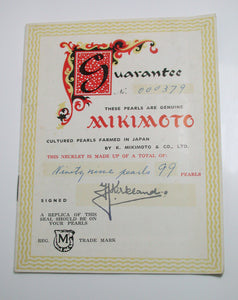 Guarantee
No 000379
THESE PEARLS ARE GENUINE
MIKIMOTO
CULTURED PEARLS FARMED IN JAPAN
BY K. MIKIMOTO & CO., LTD.
THIS NECKLET IS MADE UP OF A TOTAL OF:
Ninety nine pearls 99 PEARLS
SIGNED
A REPLICA OF THIS
SEAL SHOULD BE ON
YOUR PEARLS
REG. M TRADE MARK